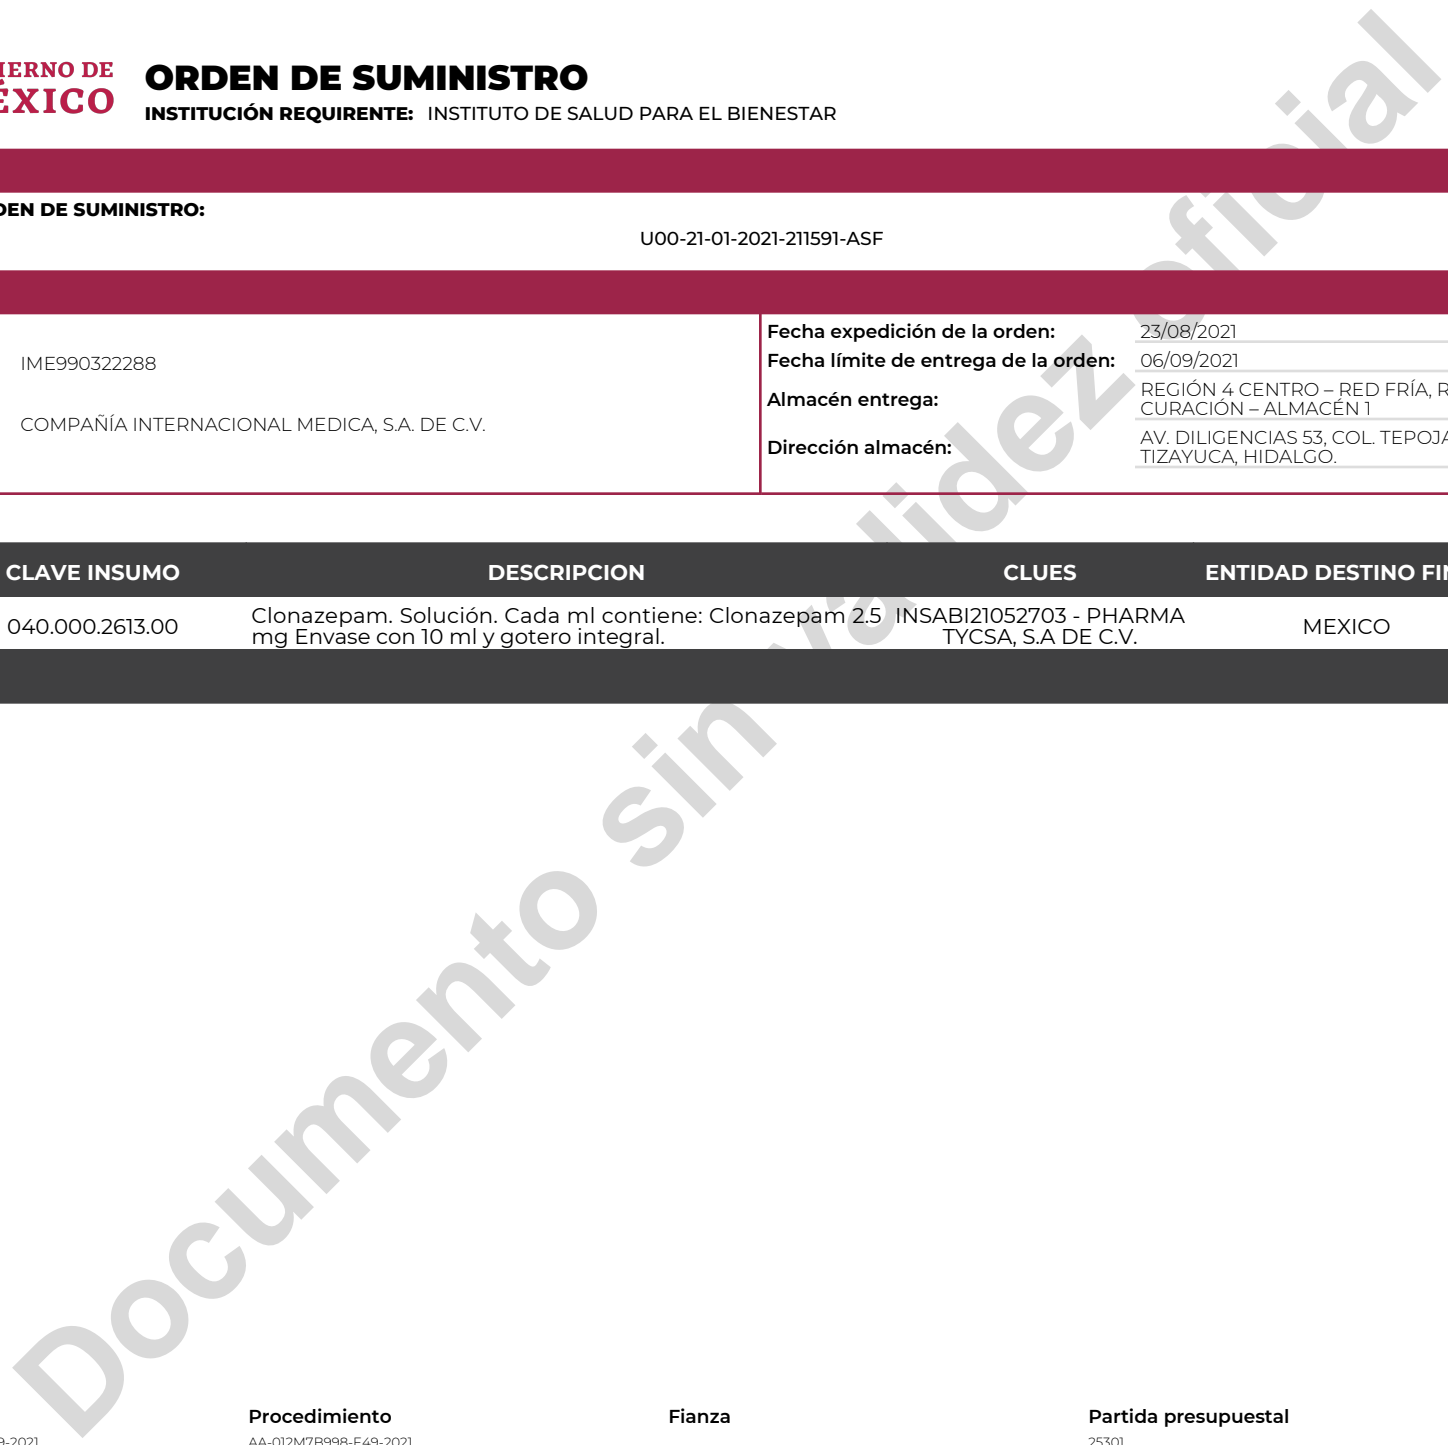 ORDEN DE SUMINISTRO
INSTITUCIÓN REQUIRENTE: INSTITUTO DE SALUD PARA EL BIENESTAR
DE
ÉXICO
DE SUMINISTRO:
U00-21-01-2021-211591-ASF
IME990322288
COMPAÑÍA INTERNACIONAL MEDICA, S.A. DE C.V.
Fecha expedición de la orden: 23/08/2021
Fecha límite de entrega de la orden: 06/09/2021
Almacén entrega: REGIÓN 4 CENTRO – RED FRÍA,
CURACIÓN – ALMACÉN 1
Dirección almacén: AV. DILIGENCIAS 53, COL.
TIZAYUCA, HIDALGO.
CLAVE INSUMO DESCRIPCION CLUES ENTIDAD DESTINO
040.000.2613.00
Clonazepam. Solución. Cada ml contiene: Clonazepam 2.5
mg Envase con 10 ml y gotero integral.
INSABI21052703 - PHARMA
TYCSA, S.A DE C.V.
MEXICO
Documento sin validez oficial
Procedimiento Fianza Partida presupuestal
AA-012M7B998-E49-2021
25301